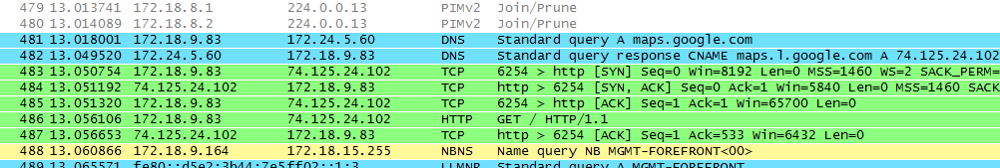 479 13.013741 172.18.8.1 224.0.0.13 PIMv2 Join/Prune
480 13.014089 172.18.8.2 224.0.0.13 PIMv2 Join/Prune
481 13.018001 172.18.9.83 172.24.5.60 DNS Standard query A maps.google.com
482 13.049520 172.24.5.60 172.18.9.83 DNS Standard query response CNAME maps.l.google.com A 74.125.24.102
483 13.050754 172.18.9.83 74.125.24.102 TCP 6254 > http [SYN] Seq=0 Win=8192 Len=0 MSS=1460 WS=2 SACK_PERM=
484 13.051192 74.125.24.102 172.18.9.83 TCP http > 6254 [SYN, ACK] Seq=0 Ack=1 Win=5840 Len=0 MSS=1460 SACK
485 13.051320 172.18.9.83 74.125.24.102 TCP 6254 > http [ACK] Seq=1 Ack=1 Win=65700 Len=0
486 13.056106 172.18.9.83 74.125.24.102 HTTP GET / HTTP/1.1
487 13.056653 74.125.24.102 172.18.9.83 TCP http > 6254 [ACK] Seq=1 Ack=533 Win=6432 Len=0
488 13.060866 172.18.9.164 172.18.15.255 NBNS Name query NB MGMT-FOREFRONT<00>
489 13.065571 fe80::d5e2:3b44:7e5 ff02::1:3 LLMNR Standard query A MGMT-FOREFRONT